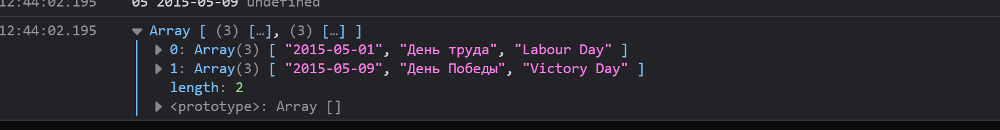 12:44:02.195 05 2015-05-09 undefined
12:44:02.195 Array [ (3) […], (3) […] ]
0: Array(3) [ "2015-05-01", "День труда", "Labour Day" ]
1: Array(3) [ "2015-05-09", "День Победы", "Victory Day" ]
length: 2
<prototype>: Array []